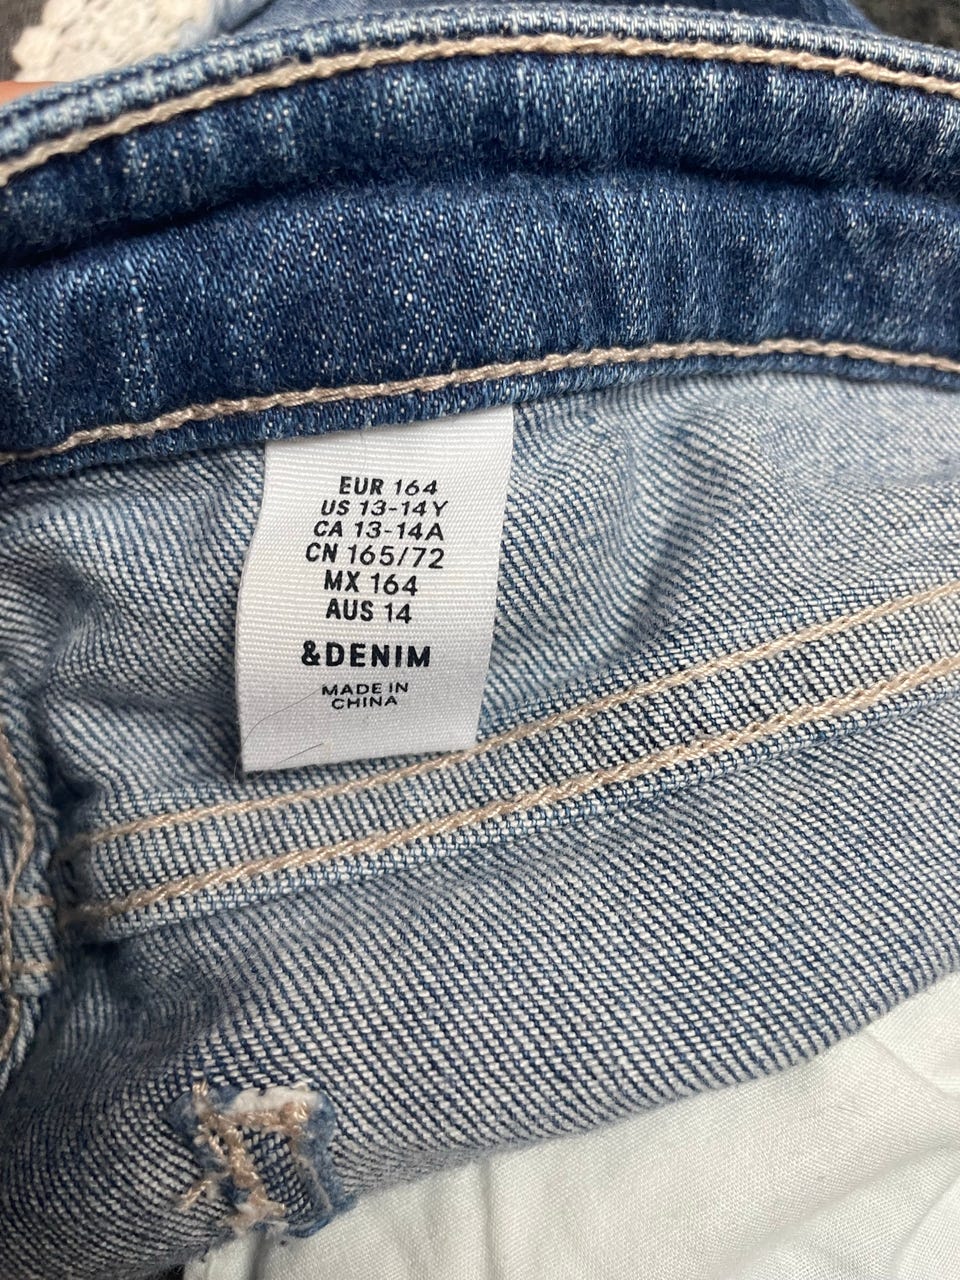 EUR 164
US 13-14Y
CA 13-14A
CN 165/72
MX 164
AUS 14
&DENIM
MADE IN
CHINA